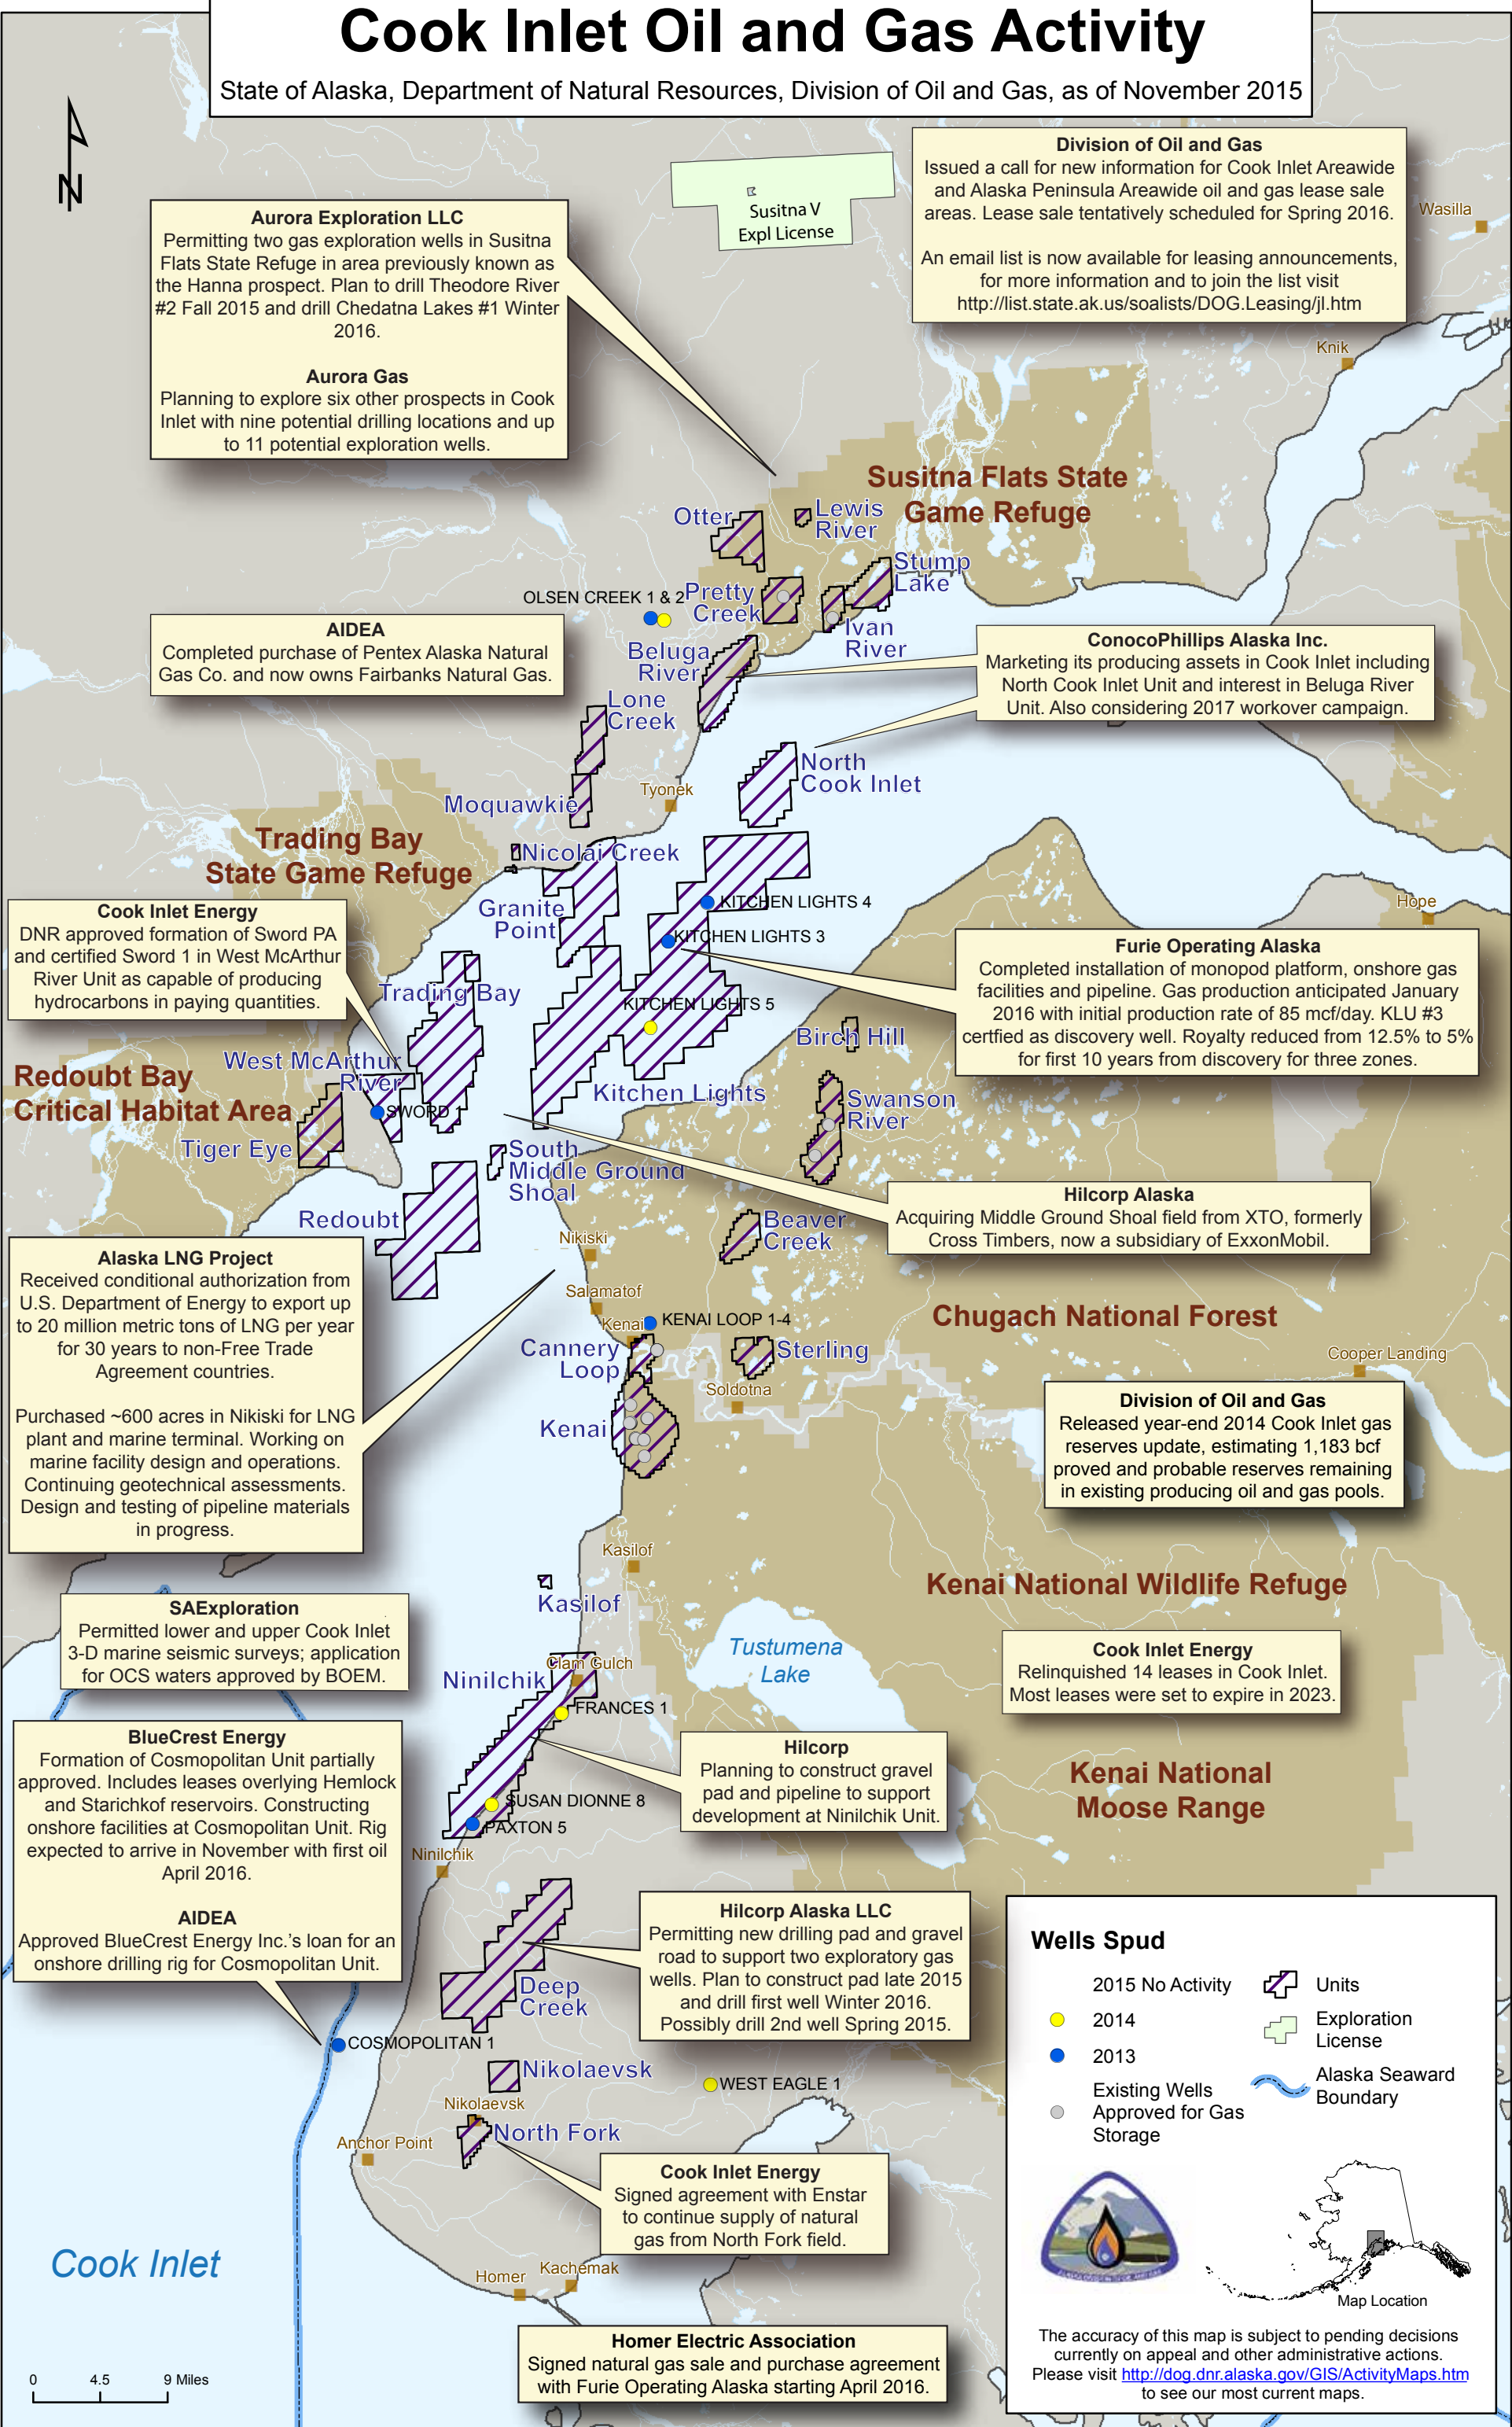 Cook Inlet Oil and Gas Activity
State of Alaska, Department of Natural Resources, Division of Oil and Gas, as of November 2015
N
Susitna V
Expl License
Division of Oil and Gas
Issued a call for new information for Cook Inlet Areawide
and Alaska Peninsula Areawide oil and gas lease sale
areas. Lease sale tentatively scheduled for Spring 2016.
An email list is now available for leasing announcements,
for more information and to join the list visit
http://list.state.ak.us/soalists/DOG.Leasing/jl.htm
Wasilla
Knik
Aurora Exploration LLC
Permitting two gas exploration wells in Susitna
Flats State Refuge in area previously known as
the Hanna prospect. Plan to drill Theodore River
#2 Fall 2015 and drill Chedatna Lakes #1 Winter
2016.
Aurora Gas
Planning to explore six other prospects in Cook
Inlet with nine potential drilling locations and up
to 11 potential exploration wells.
Susitna Flats State
Game Refuge
Otter
Lewis
River
Stump
Lake
OLSEN CREEK 1 & 2
Pretty
Creek
Ivan
River
Beluga
River
AIDEA
Completed purchase of Pentex Alaska Natural
Gas Co. and now owns Fairbanks Natural Gas.
ConocoPhillips Alaska Inc.
Marketing its producing assets in Cook Inlet including
North Cook Inlet Unit and interest in Beluga River
Unit. Also considering 2017 workover campaign.
Lone
Creek
North
Cook Inlet
Moquawkie
Tyonek
Trading Bay
State Game Refuge
Nicolai Creek
Granite
Point
KITCHEN LIGHTS 4
KITCHEN LIGHTS 3
Hope
Cook Inlet Energy
DNR approved formation of Sword PA
and certified Sword 1 in West McArthur
River Unit as capable of producing
hydrocarbons in paying quantities.
Furie Operating Alaska
Completed installation of monopod platform, onshore gas
facilities and pipeline. Gas production anticipated January
2016 with initial production rate of 85 mcf/day. KLU #3
certfied as discovery well. Royalty reduced from 12.5% to 5%
for first 10 years from discovery for three zones.
Trading Bay
KITCHEN LIGHTS 5
Birch Hill
West McArthur
River
Redoubt Bay
Critical Habitat Area
Kitchen Lights
SWORD 1
Swanson
River
Tiger Eye
South
Middle Ground
Shoal
Redoubt
Hilcorp Alaska
Acquiring Middle Ground Shoal field from XTO, formerly
Cross Timbers, now a subsidiary of ExxonMobil.
Beaver
Creek
Nikiski
Alaska LNG Project
Received conditional authorization from
U.S. Department of Energy to export up
to 20 million metric tons of LNG per year
for 30 years to non-Free Trade
Agreement countries.
Purchased ~600 acres in Nikiski for LNG
plant and marine terminal. Working on
marine facility design and operations.
Continuing geotechnical assessments.
Design and testing of pipeline materials
in progress.
Salamatof
Kenai
KENAI LOOP 1-4
Chugach National Forest
Cannery
Loop
Sterling
Cooper Landing
Soldotna
Kenai
Division of Oil and Gas
Released year-end 2014 Cook Inlet gas
reserves update, estimating 1,183 bcf
proved and probable reserves remaining
in existing producing oil and gas pools.
Kasilof
Kasilof
Kenai National Wildlife Refuge
SAExploration
Permitted lower and upper Cook Inlet
3-D marine seismic surveys; application
for OCS waters approved by BOEM.
Tustumena
Lake
Cook Inlet Energy
Relinquished 14 leases in Cook Inlet.
Most leases were set to expire in 2023.
Ninilchik
Clam Gulch
FRANCES 1
BlueCrest Energy
Formation of Cosmopolitan Unit partially
approved. Includes leases overlying Hemlock
and Starichkof reservoirs. Constructing
onshore facilities at Cosmopolitan Unit. Rig
expected to arrive in November with first oil
April 2016.
AIDEA
Approved BlueCrest Energy Inc.'s loan for an
onshore drilling rig for Cosmopolitan Unit.
Hilcorp
Planning to construct gravel
pad and pipeline to support
development at Ninilchik Unit.
Kenai National
Moose Range
SUSAN DIONNE 8
PAXTON 5
Ninilchik
Hilcorp Alaska LLC
Permitting new drilling pad and gravel
road to support two exploratory gas
wells. Plan to construct pad late 2015
and drill first well Winter 2016.
Possibly drill 2nd well Spring 2015.
Deep
Creek
COSMOPOLITAN 1
Nikolaevsk
WEST EAGLE 1
Nikolaevsk
North Fork
Anchor Point
Cook Inlet Energy
Signed agreement with Enstar
to continue supply of natural
gas from North Fork field.
Cook Inlet
Homer
Kachemak
Homer Electric Association
Signed natural gas sale and purchase agreement
with Furie Operating Alaska starting April 2016.
0 4.5 9 Miles
Wells Spud
2015 No Activity
2014
2013
Existing Wells
Approved for Gas
Storage
Units
Exploration
License
Alaska Seaward
Boundary
Map Location
The accuracy of this map is subject to pending decisions
currently on appeal and other administrative actions.
Please visit http://dog.dnr.alaska.gov/GIS/ActivityMaps.htm
to see our most current maps.